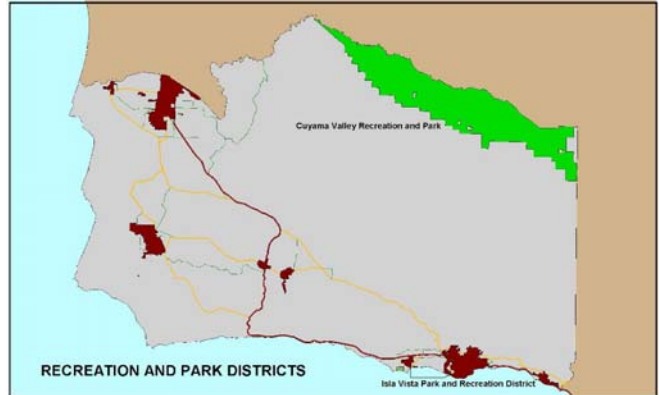 Cuyama Valley Recreation and Park
RECREATION AND PARK DISTRICTS
Isla Vista Park and Recreation District